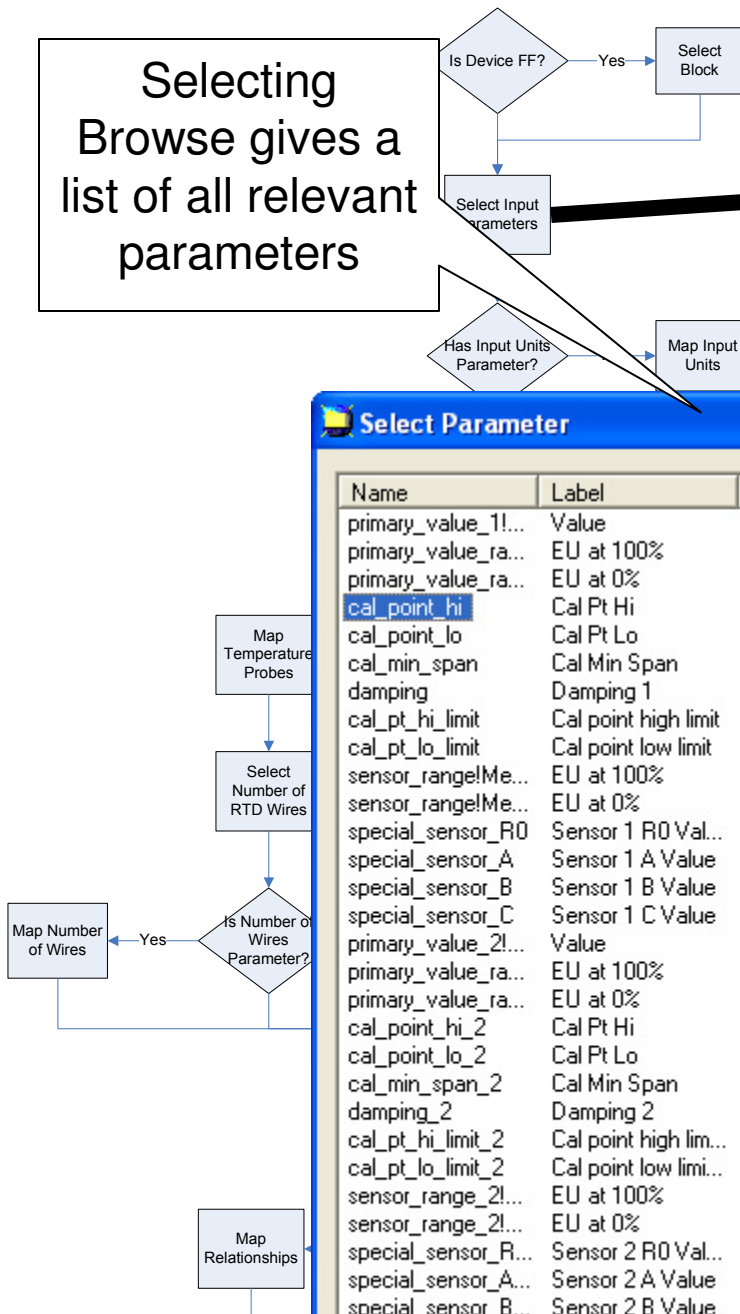 Selecting
Browse gives a
list of all relevant
parameters
Is Device FF?
Yes
Select
Block
Select Input
Parameters
Has Input Units
Parameter?
Map Input
Units
Select Parameter
Name Label
primary_value_1!... Value
primary_value_ra... EU at 100%
primary_value_ra... EU at 0%
cal_point_hi Cal Pt Hi
cal_point_lo Cal Pt Lo
cal_min_span Cal Min Span
damping Damping 1
cal_pt_hi_limit Cal point high limit
cal_pt_lo_limit Cal point low limit
sensor_range!Me... EU at 100%
sensor_range!Me... EU at 0%
special_sensor_R0 Sensor 1 R0 Val...
special_sensor_A Sensor 1 A Value
special_sensor_B Sensor 1 B Value
special_sensor_C Sensor 1 C Value
primary_value_2!... Value
primary_value_ra... EU at 100%
primary_value_ra... EU at 0%
cal_point_hi_2 Cal Pt Hi
cal_point_lo_2 Cal Pt Lo
cal_min_span_2 Cal Min Span
damping_2 Damping 2
cal_pt_hi_limit_2 Cal point high lim...
cal_pt_lo_limit_2 Cal point low limi...
sensor_range_2!... EU at 100%
sensor_range_2!... EU at 0%
special_sensor_R... Sensor 2 R0 Val...
special_sensor_A... Sensor 2 A Value
special_sensor_B... Sensor 2 B Value
Map
Temperature
Probes
Select
Number of
RTD Wires
Is Number of
Wires
Parameter?
Yes
Map Number
of Wires
Map
Relationships